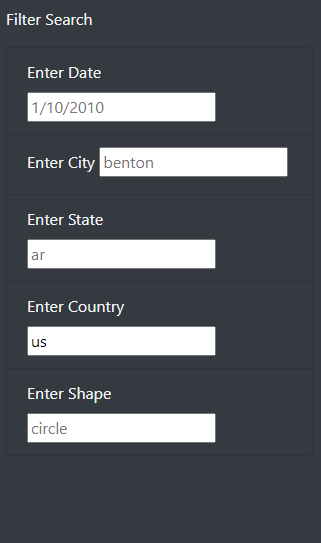 Filter Search
Enter Date
1/10/2010
Enter City benton
Enter State
ar
Enter Country
us
Enter Shape
circle